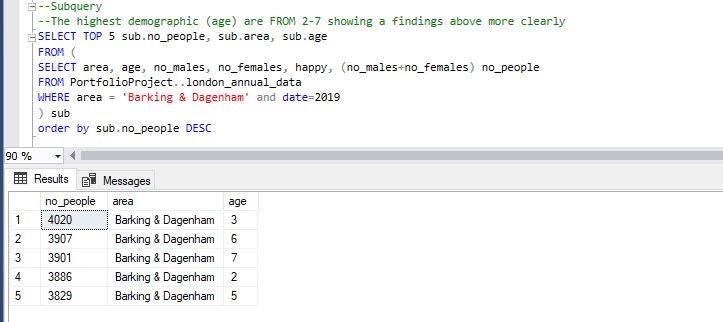 --Subquery
--The highest demographic (age) are FROM 2-7 showing a findings above more clearly
SELECT TOP 5 sub.no_people, sub.area, sub.age
FROM (
SELECT area, age, no_males, no_females, happy, (no_males+no_females) no_people
FROM PortfolioProject..london_annual_data
WHERE area = 'Barking & Dagenham' and date=2019
) sub
order by sub.no_people DESC
90 %
Results Messages
no_people area age
1 4020 Barking & Dagenham 3
2 3907 Barking & Dagenham 6
3 3901 Barking & Dagenham 7
4 3886 Barking & Dagenham 2
5 3829 Barking & Dagenham 5